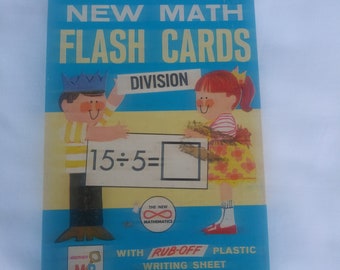 NEW MATH
FLASH CARDS
DIVISION
15÷5=
THE NEW
MATHEMATICS
WITH RUB-OFF PLASTIC
WRITING SHEET